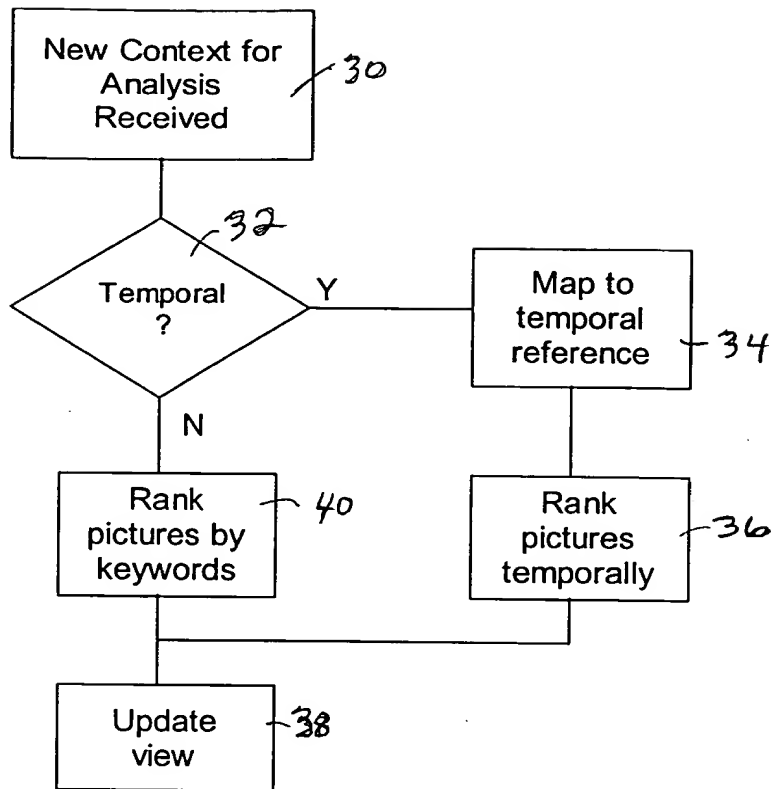 New Context for
Analysis
Received
30
32
Temporal
?
Y
Map to
temporal
reference
34
N
Rank
pictures by
keywords
40
Rank
pictures
temporally
36
Update
view
38